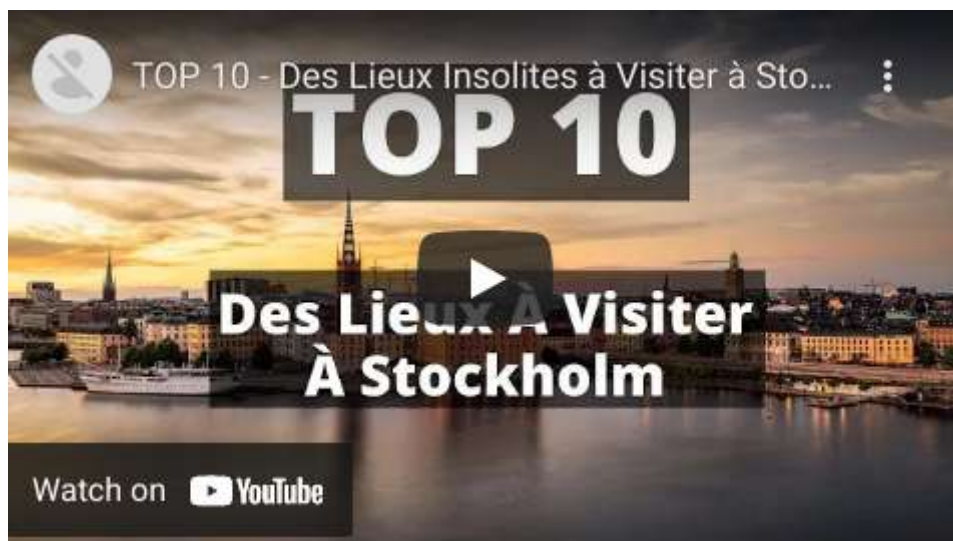 TOP 10 - Des Lieux Insolites à Visiter à Sto...
TOP 10
Des Lieux À Visiter
À Stockholm
Watch on YouTube